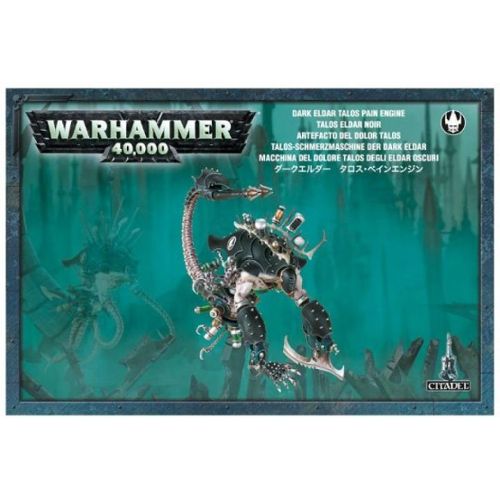 WARHAMMER
40,000
DARK ELDAR TALOS PAIN ENGINE
TALOS ELDAR NOIR
ARTEFACTO DEL DOLOR TALOS
TALOS-SCHMERZMASCHINE DER DARK ELDAR
MACCHINA DEL DOLORE TALOS DEGLI ELDAR OSCURI
ダークエルダー タロス・ペインエンジン
CITADEL